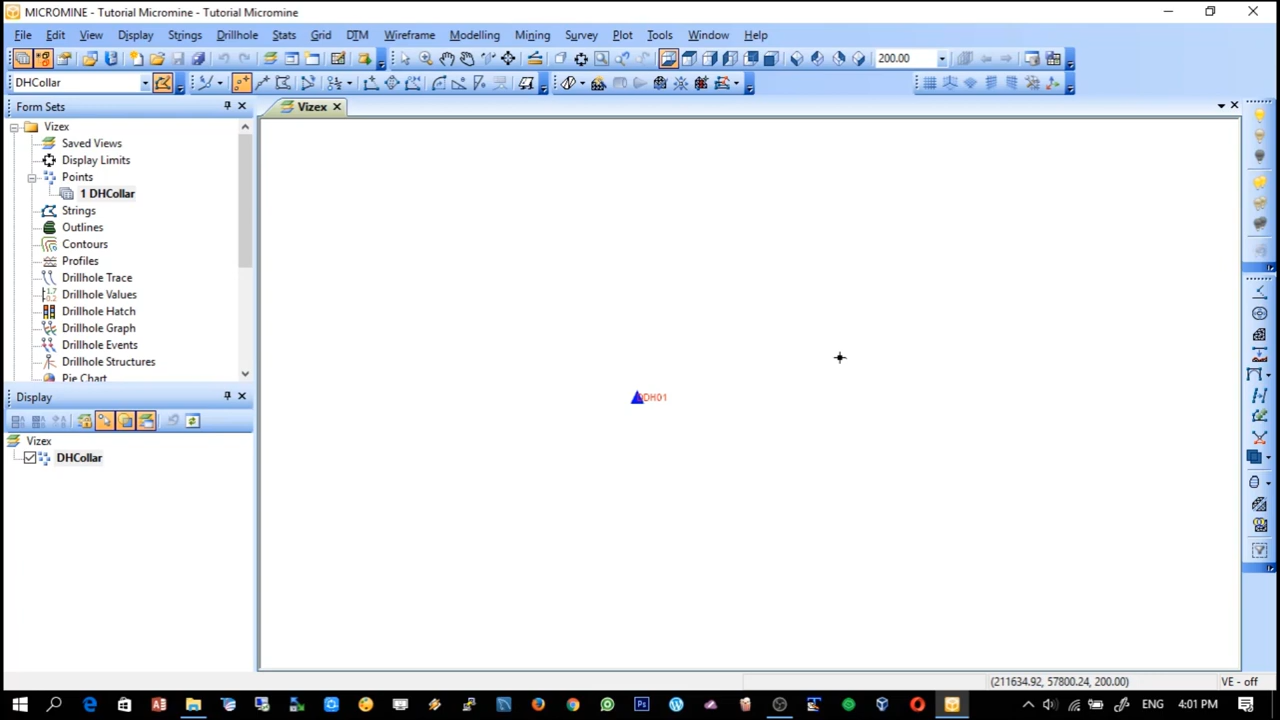 MICROMINE - Tutorial Micromine - Tutorial Micromine
File Edit View Display Strings Drillhole Stats Grid DTM Wireframe Modelling Mining Survey Plot Tools Window Help
200.00
DHCollar
Form Sets
Vizex
Vizex
Saved Views
Display Limits
Points
1 DHCollar
Strings
Outlines
Contours
Profiles
Drillhole Trace
Drillhole Values
Drillhole Hatch
Drillhole Graph
Drillhole Events
Drillhole Structures
Pie Chart
DDH01
Display
Vizex
DHCollar
(211634.92, 57800.24, 200.00)
VE - off
ENG
4:01 PM